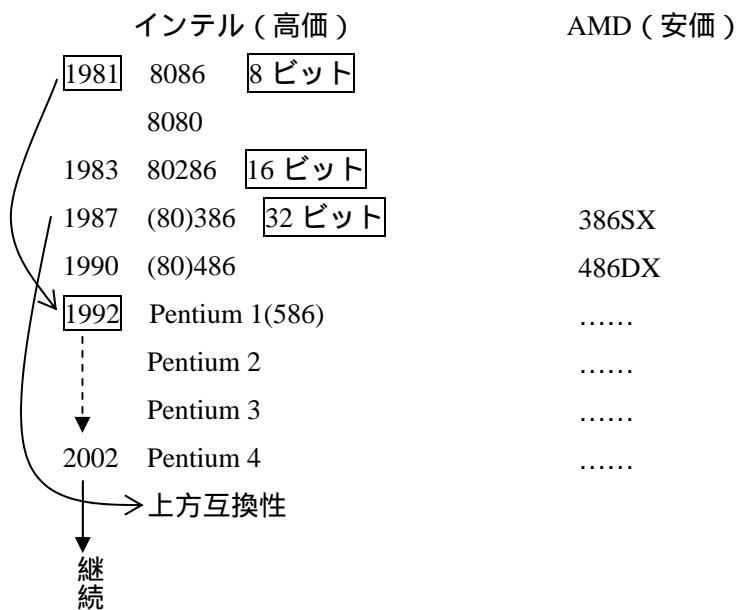 インテル（高価） AMD（安価）
1981 8086 8 ビット
8080
1983 80286 16 ビット
1987 (80)386 32 ビット 386SX
1990 (80)486 486DX
1992 Pentium 1(586) ……
Pentium 2 ……
Pentium 3 ……
2002 Pentium 4 ……
上方互換性
継続